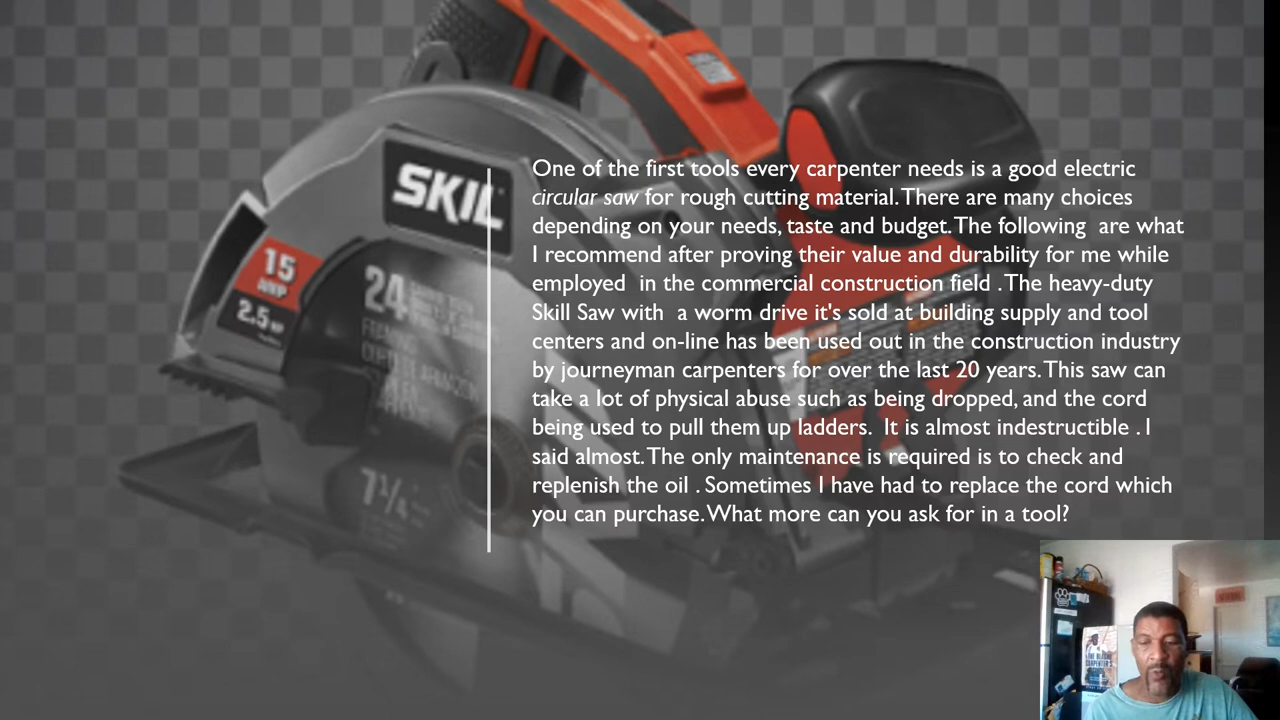 SKIL
15
AMP
2.5 HP
24
7 1/4
One of the first tools every carpenter needs is a good electric
circular saw for rough cutting material. There are many choices
depending on your needs, taste and budget. The following  are what
I recommend after proving their value and durability for me while
employed  in the commercial construction field . The heavy-duty
Skill Saw with  a worm drive it's sold at building supply and tool
centers and on-line has been used out in the construction industry
by journeyman carpenters for over the last 20 years. This saw can
take a lot of physical abuse such as being dropped, and the cord
being used to pull them up ladders.  It is almost indestructible . I
said almost. The only maintenance is required is to check and
replenish the oil . Sometimes I have had to replace the cord which
you can purchase. What more can you ask for in a tool?